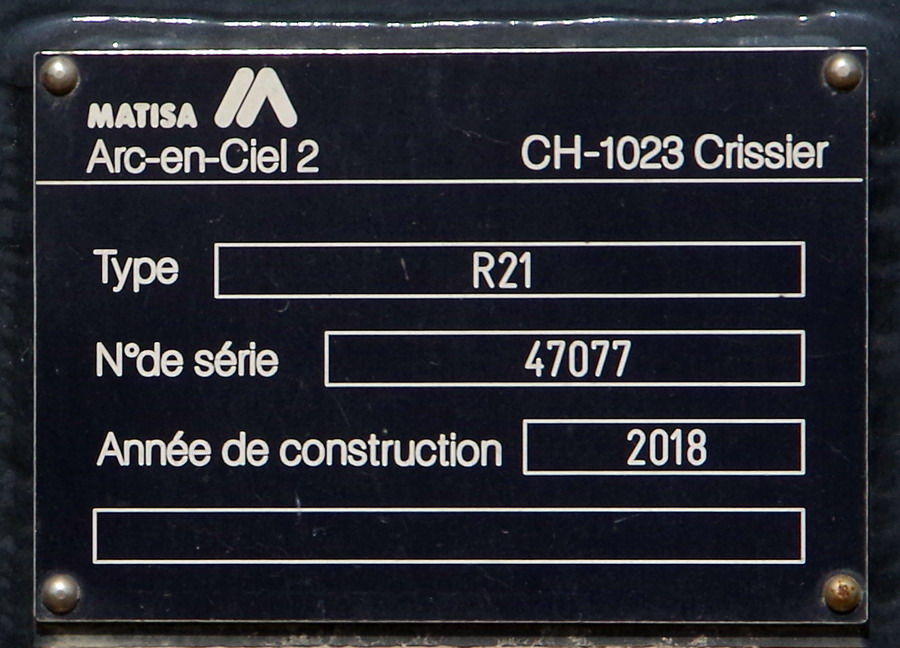 MATISA
Arc-en-Ciel 2 CH-1023 Crissier
Type R21
N°de série 47077
Année de construction 2018